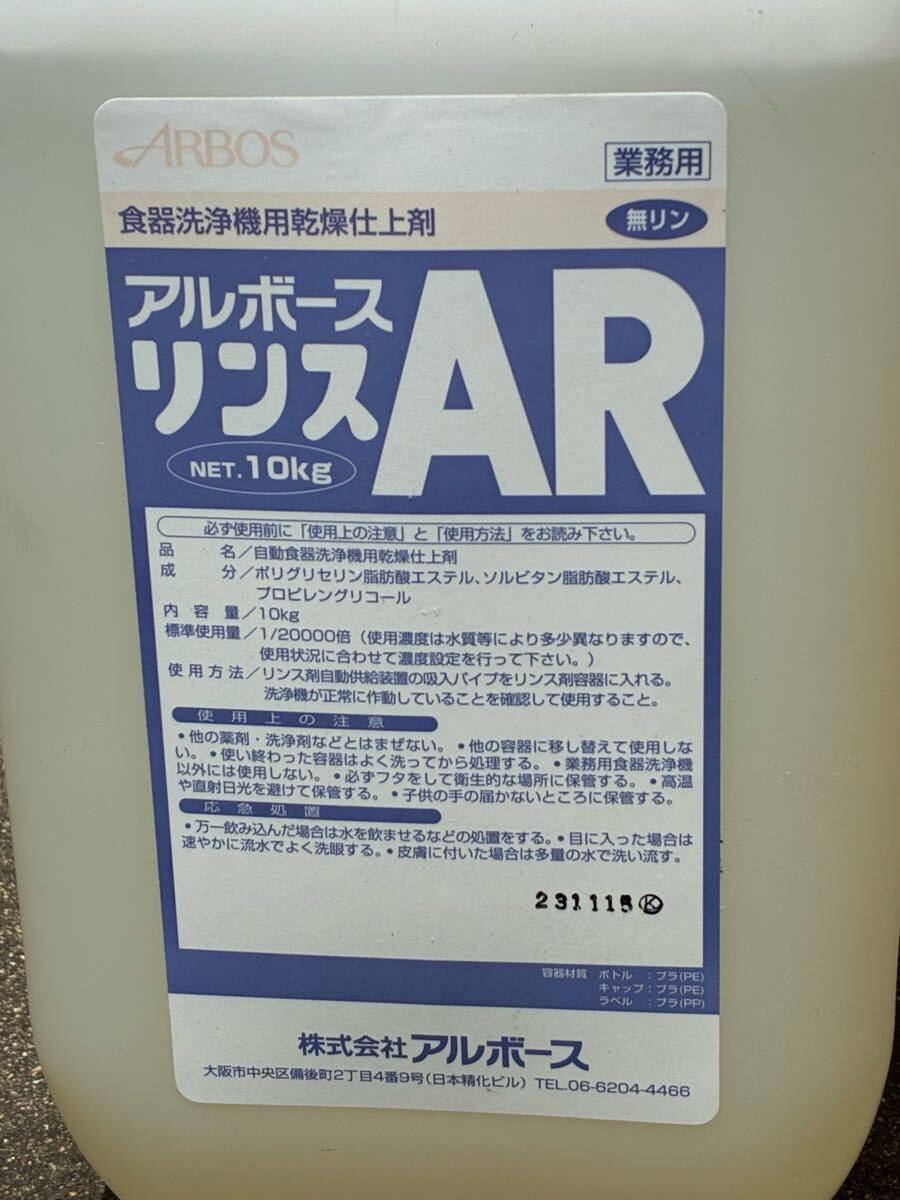 ARBOS
業務用
食器洗浄機用乾燥仕上剤
無リン
アルボース
リンス
AR
NET.10kg
必ず使用前に「使用上の注意」と「使用方法」をお読み下さい。
品名／自動食器洗浄機用乾燥仕上剤
成分／ポリグリセリン脂肪酸エステル、ソルビタン脂肪酸エステル、
プロピレングリコール
内容量／10kg
標準使用量／1/20000倍（使用濃度は水質等により多少異なりますので、
使用状況に合わせて濃度設定を行って下さい。）
使用方法／リンス剤自動供給装置の吸入パイプをリンス剤容器に入れる。
洗浄機が正常に作動していることを確認して使用すること。
使用上の注意
•他の薬剤・洗浄剤などとはまぜない。•他の容器に移し替えて使用しな
い。•使い終わった容器はよく洗ってから処理する。•業務用食器洗浄機
以外には使用しない。•必ずフタをして衛生的な場所に保管する。•高温
や直射日光を避けて保管する。•子供の手の届かないところに保管する。
応急処置
•万一飲み込んだ場合は水を飲ませるなどの処置をする。•目に入った場合は
速やかに流水でよく洗眼する。•皮膚に付いた場合は多量の水で洗い流す。
231115Ⓚ
容器材質 ボトル：プラ(PE)
キャップ：プラ(PE)
ラベル：プラ(PP)
株式会社アルボース
大阪市中央区備後町2丁目4番9号(日本精化ビル) TEL.06-6204-4466